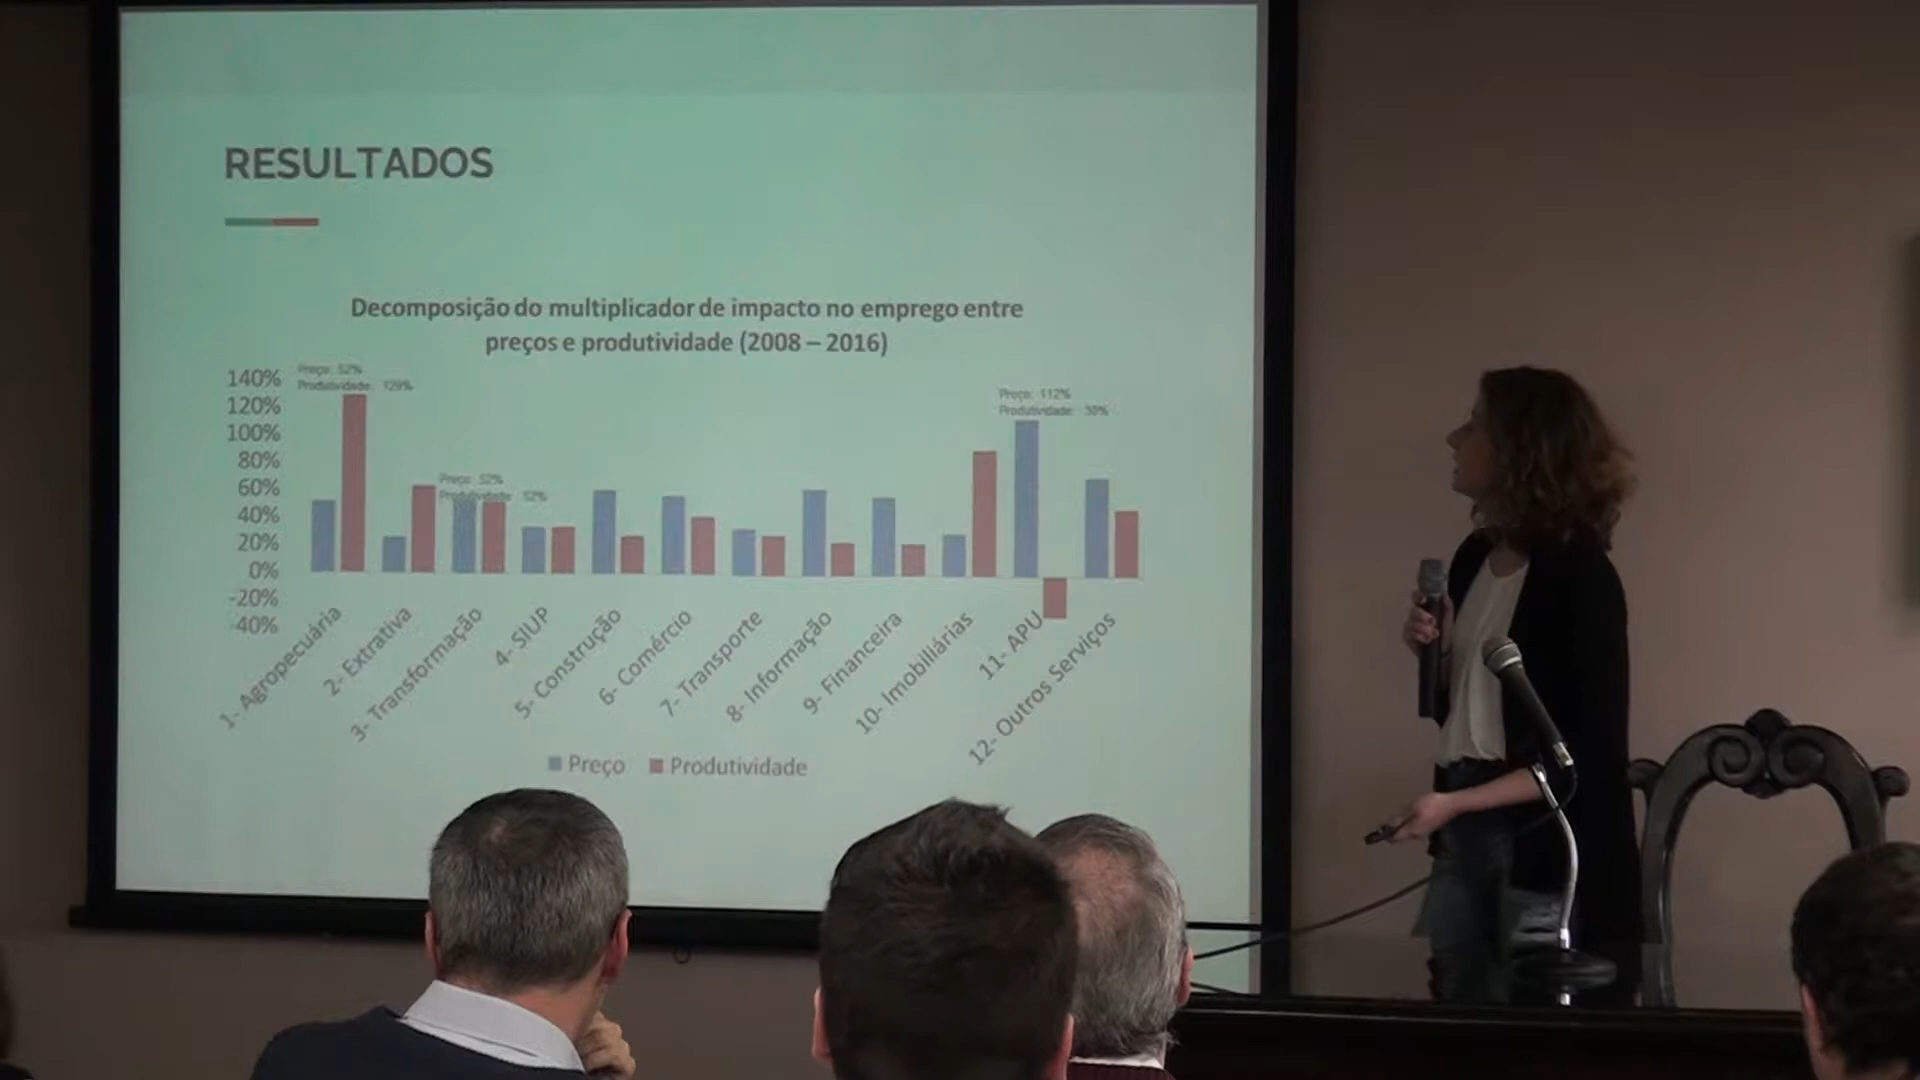 RESULTADOS
Decomposição do multiplicador de impacto no emprego entre
preços e produtividade (2008 – 2016)
140%
120%
100%
80%
60%
40%
20%
0%
-20%
-40%
Preço: 52%
Produtividade: 129%
Preço: 52%
Produtividade: 52%
Preço: 112%
Produtividade: 30%
1- Agropecuária
2- Extrativa
3- Transformação
4- SIUP
5- Construção
6- Comércio
7- Transporte
8- Informação
9- Financeira
10- Imobiliárias
11- APU
12- Outros Serviços
Preço
Produtividade